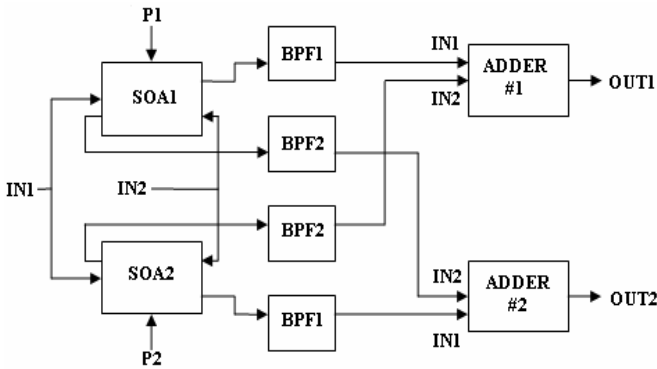 P1
SOA1
BPF1
IN1
IN2
ADDER
#1
OUT1
BPF2
IN1
IN2
BPF2
SOA2
P2
BPF1
IN2
IN1
ADDER
#2
OUT2